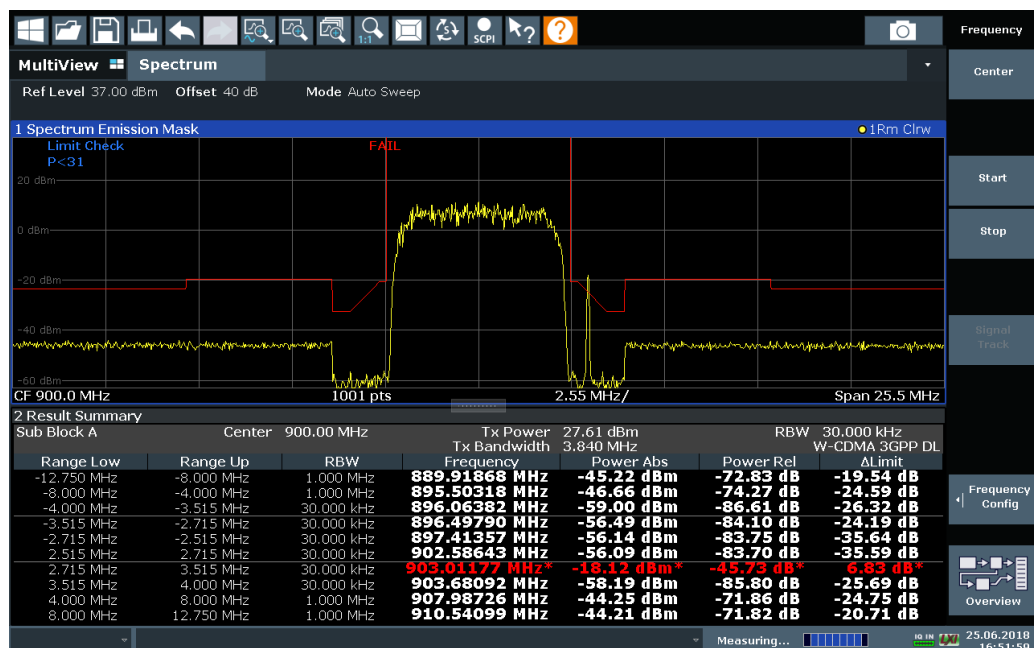 1:1
SCPI
Frequency
MultiView Spectrum
Center
Ref Level 37.00 dBm Offset 40 dB Mode Auto Sweep
1 Spectrum Emission Mask 1Rm Clrw
Limit Check FAIL
P<31
20 dBm
Start
0 dBm
Stop
-20 dBm
-40 dBm
Signal
Track
-60 dBm
CF 900.0 MHz 1001 pts 2.55 MHz/ Span 25.5 MHz
2 Result Summary
Sub Block A Center 900.00 MHz Tx Power 27.61 dBm RBW 30.000 kHz
Tx Bandwidth 3.840 MHz W-CDMA 3GPP DL
Range Low Range Up RBW Frequency Power Abs Power Rel ΔLimit
-12.750 MHz -8.000 MHz 1.000 MHz 889.91868 MHz -45.22 dBm -72.83 dB -19.54 dB
-8.000 MHz -4.000 MHz 1.000 MHz 895.50318 MHz -46.66 dBm -74.27 dB -24.59 dB
-4.000 MHz -3.515 MHz 30.000 kHz 896.06382 MHz -59.00 dBm -86.61 dB -26.32 dB
-3.515 MHz -2.715 MHz 30.000 kHz 896.49790 MHz -56.49 dBm -84.10 dB -24.19 dB
-2.715 MHz -2.515 MHz 30.000 kHz 897.41357 MHz -56.14 dBm -83.75 dB -35.64 dB
2.515 MHz 2.715 MHz 30.000 kHz 902.58643 MHz -56.09 dBm -83.70 dB -35.59 dB
2.715 MHz 3.515 MHz 30.000 kHz 903.01177 MHz* -18.12 dBm* -45.73 dB* 6.83 dB*
3.515 MHz 4.000 MHz 30.000 kHz 903.68092 MHz -58.19 dBm -85.80 dB -25.69 dB
4.000 MHz 8.000 MHz 1.000 MHz 907.98726 MHz -44.25 dBm -71.86 dB -24.75 dB
8.000 MHz 12.750 MHz 1.000 MHz 910.54099 MHz -44.21 dBm -71.82 dB -20.71 dB
Frequency
Config
Overview
Measuring... IQ IN 25.06.2018
16:51:59